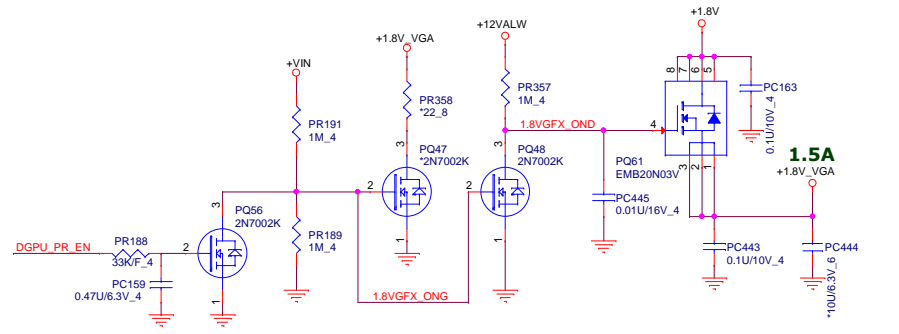 +1.8V
+12VALW
+1.8V_VGA
+VIN
8
7
6
5
PC163
0.1U/10V_4
PR358
*22_8
PR357
1M_4
PR191
1M_4
1.8VGFX_OND
4
3
2
1
PQ61
EMB20N03V
1.5A
+1.8V_VGA
3
PQ47
*2N7002K
2
1
3
PQ48
2N7002K
2
1
PC445
0.01U/16V_4
3
PQ56
2N7002K
2
1
DGPU_PR_EN
PR188
33K/F_4
PR189
1M_4
PC159
0.47U/6.3V_4
1.8VGFX_ONG
PC443
0.1U/10V_4
PC444
*10U/6.3V_6